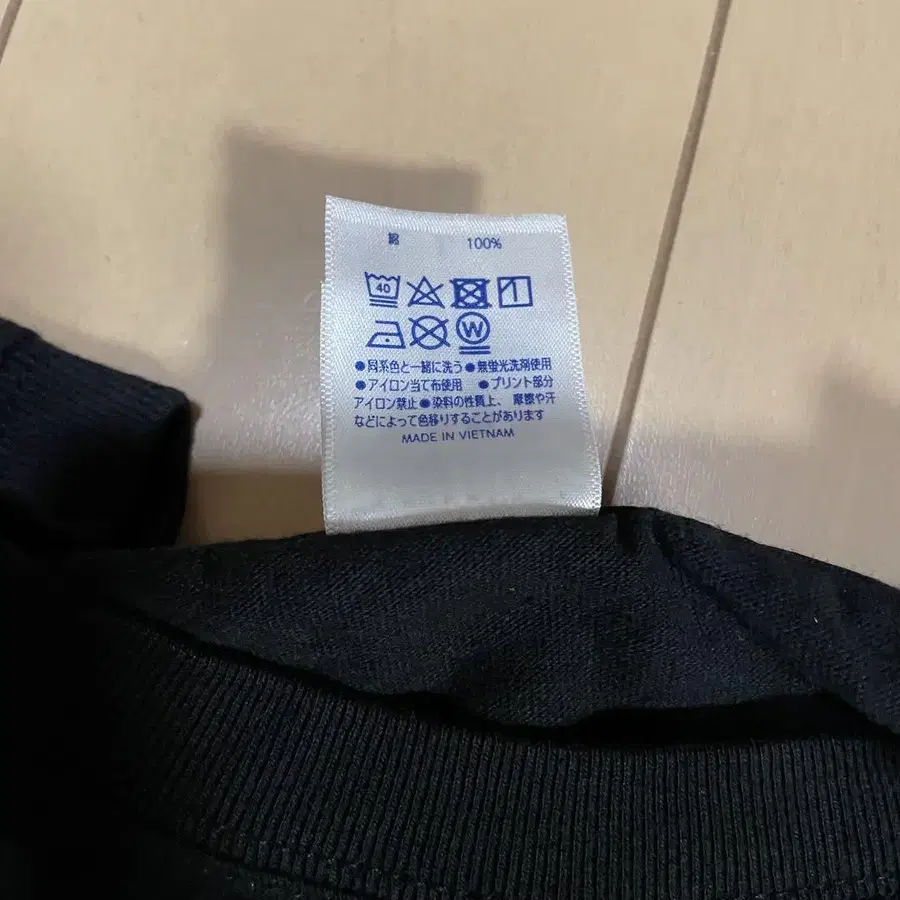 綿 100%
40
W
●同系色と一緒に洗う ●無蛍光洗剤使用
●アイロン当て布使用 ●プリント部分
アイロン禁止 ●染料の性質上、摩擦や汗
などによって色移りすることがあります
MADE IN VIETNAM